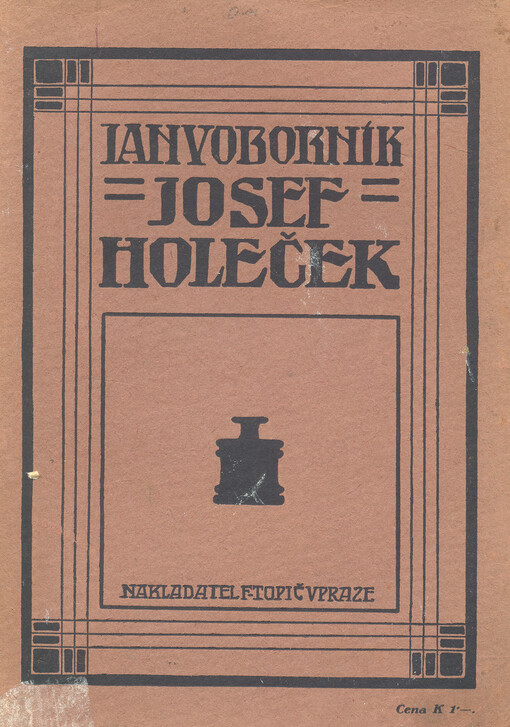 JAN VOBORNÍK
JOSEF
HOLEČEK
NAKLADATEL F. TOPIČ V PRAZE
Cena K 1·—.